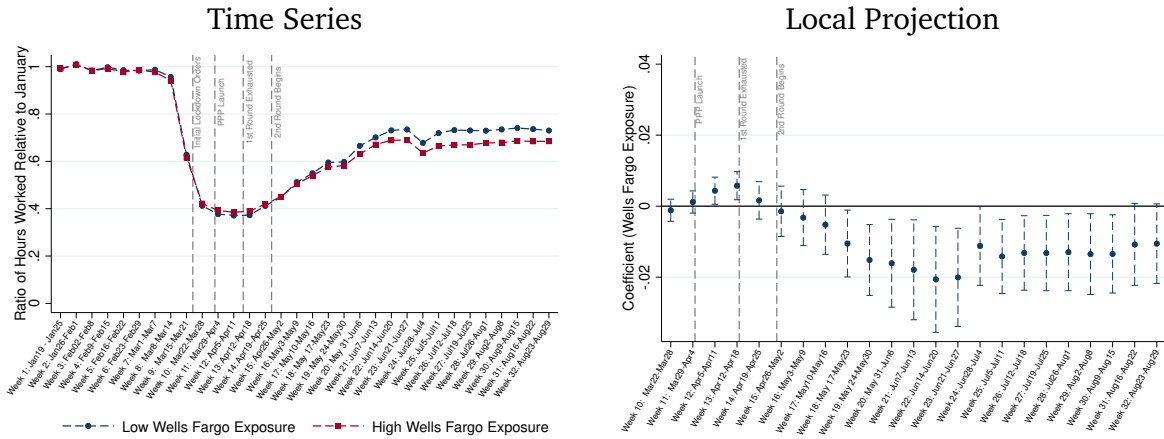 Time Series
Ratio of Hours Worked Relative to January
1
.8
.6
.4
.2
0
Initial Lockdown Orders
PPP Launch
1st Round Exhausted
2nd Round Begins
Week 1: Jan19 - Jan25
Week 2: Jan26-Feb1
Week 3: Feb02-Feb8
Week 4: Feb9-Feb15
Week 5: Feb16-Feb22
Week 6: Feb23-Feb29
Week 7: Mar1-Mar7
Week 8: Mar8-Mar14
Week 9: Mar15-Mar21
Week 10: Mar22-Mar28
Week 11: Mar29-Apr4
Week 12: Apr5-Apr11
Week 13: Apr12-Apr18
Week 14: Apr19-Apr25
Week 15: Apr26-May2
Week 16: May3-May9
Week 17: May10-May16
Week 18: May17-May23
Week 19: May24-May30
Week 20: May31-Jun6
Week 21: Jun7-Jun13
Week 22: Jun14-Jun20
Week 23: Jun21-Jun27
Week 24: Jun28-Jul4
Week 25: Jul5-Jul11
Week 26: Jul12-Jul18
Week 27: Jul19-Jul25
Week 28: Jul26-Aug1
Week 29: Aug2-Aug8
Week 30: Aug9-Aug15
Week 31: Aug16-Aug22
Week 32: Aug23-Aug29
Low Wells Fargo Exposure
High Wells Fargo Exposure
Local Projection
Coefficient (Wells Fargo Exposure)
.04
.02
0
-.02
PPP Launch
1st Round Exhausted
2nd Round Begins
Week 10: Mar22-Mar28
Week 11: Mar29-Apr4
Week 12: Apr5-Apr11
Week 13: Apr12-Apr18
Week 14: Apr19-Apr25
Week 15: Apr26-May2
Week 16: May3-May9
Week 17: May10-May16
Week 18: May17-May23
Week 19: May24-May30
Week 20: May31-Jun6
Week 21: Jun7-Jun13
Week 22: Jun14-Jun20
Week 23: Jun21-Jun27
Week 24: Jun28-Jul4
Week 25: Jul5-Jul11
Week 26: Jul12-Jul18
Week 27: Jul19-Jul25
Week 28: Jul26-Aug1
Week 29: Aug2-Aug8
Week 30: Aug9-Aug15
Week 31: Aug16-Aug22
Week 32: Aug23-Aug29